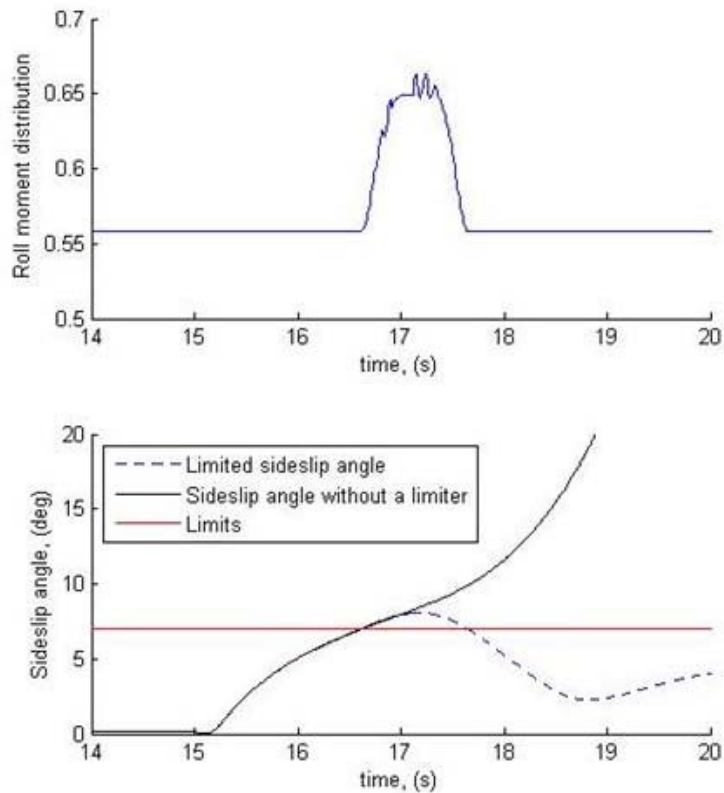 0.7
0.65
0.6
0.55
0.5
Roll moment distribution
14 15 16 17 18 19 20
time, (s)
20
15
10
5
0
Sideslip angle, (deg)
Limited sideslip angle
Sideslip angle without a limiter
Limits
14 15 16 17 18 19 20
time, (s)